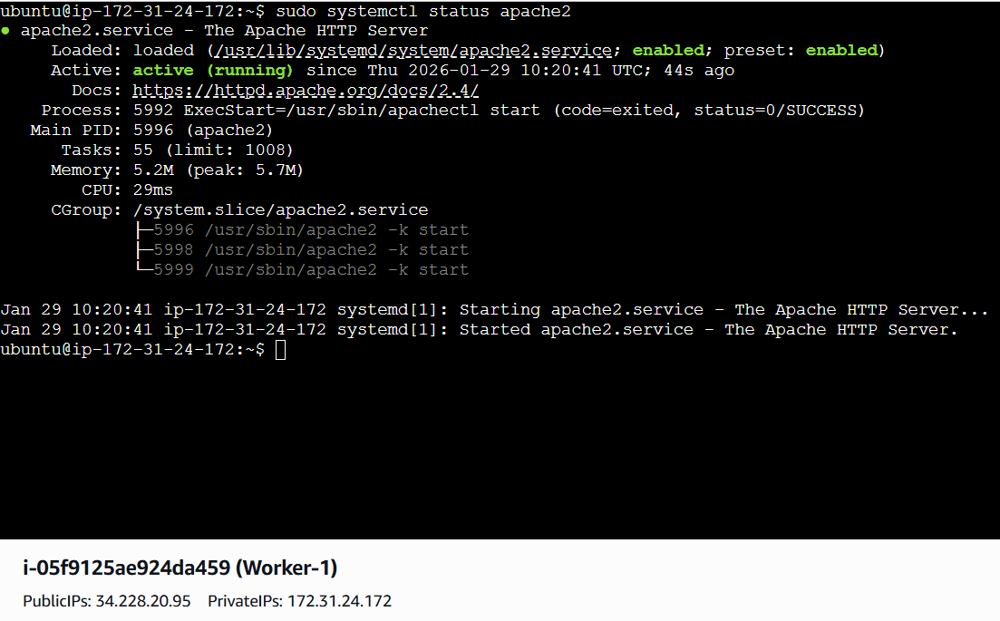 ubuntu@ip-172-31-24-172:~$ sudo systemctl status apache2
● apache2.service - The Apache HTTP Server
     Loaded: loaded (/usr/lib/systemd/system/apache2.service; enabled; preset: enabled)
     Active: active (running) since Thu 2026-01-29 10:20:41 UTC; 44s ago
       Docs: https://httpd.apache.org/docs/2.4/
    Process: 5992 ExecStart=/usr/sbin/apachectl start (code=exited, status=0/SUCCESS)
   Main PID: 5996 (apache2)
      Tasks: 55 (limit: 1008)
     Memory: 5.2M (peak: 5.7M)
        CPU: 29ms
     CGroup: /system.slice/apache2.service
             ├─5996 /usr/sbin/apache2 -k start
             ├─5998 /usr/sbin/apache2 -k start
             └─5999 /usr/sbin/apache2 -k start
Jan 29 10:20:41 ip-172-31-24-172 systemd[1]: Starting apache2.service - The Apache HTTP Server...
Jan 29 10:20:41 ip-172-31-24-172 systemd[1]: Started apache2.service - The Apache HTTP Server.
ubuntu@ip-172-31-24-172:~$
i-05f9125ae924da459 (Worker-1)
PublicIPs: 34.228.20.95 PrivateIPs: 172.31.24.172